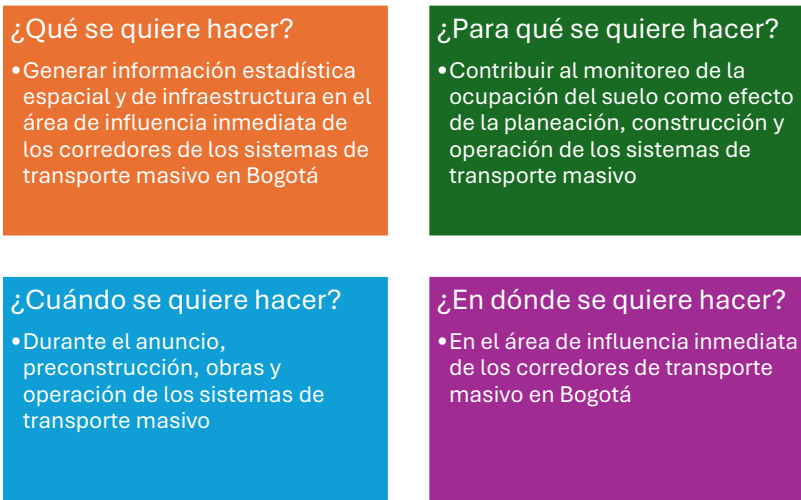 ¿Qué se quiere hacer?
•Generar información estadística
espacial y de infraestructura en el
área de influencia inmediata de
los corredores de los sistemas de
transporte masivo en Bogotá
¿Para qué se quiere hacer?
•Contribuir al monitoreo de la
ocupación del suelo como efecto
de la planeación, construcción y
operación de los sistemas de
transporte masivo
¿Cuándo se quiere hacer?
•Durante el anuncio,
preconstrucción, obras y
operación de los sistemas de
transporte masivo
¿En dónde se quiere hacer?
•En el área de influencia inmediata
de los corredores de transporte
masivo en Bogotá